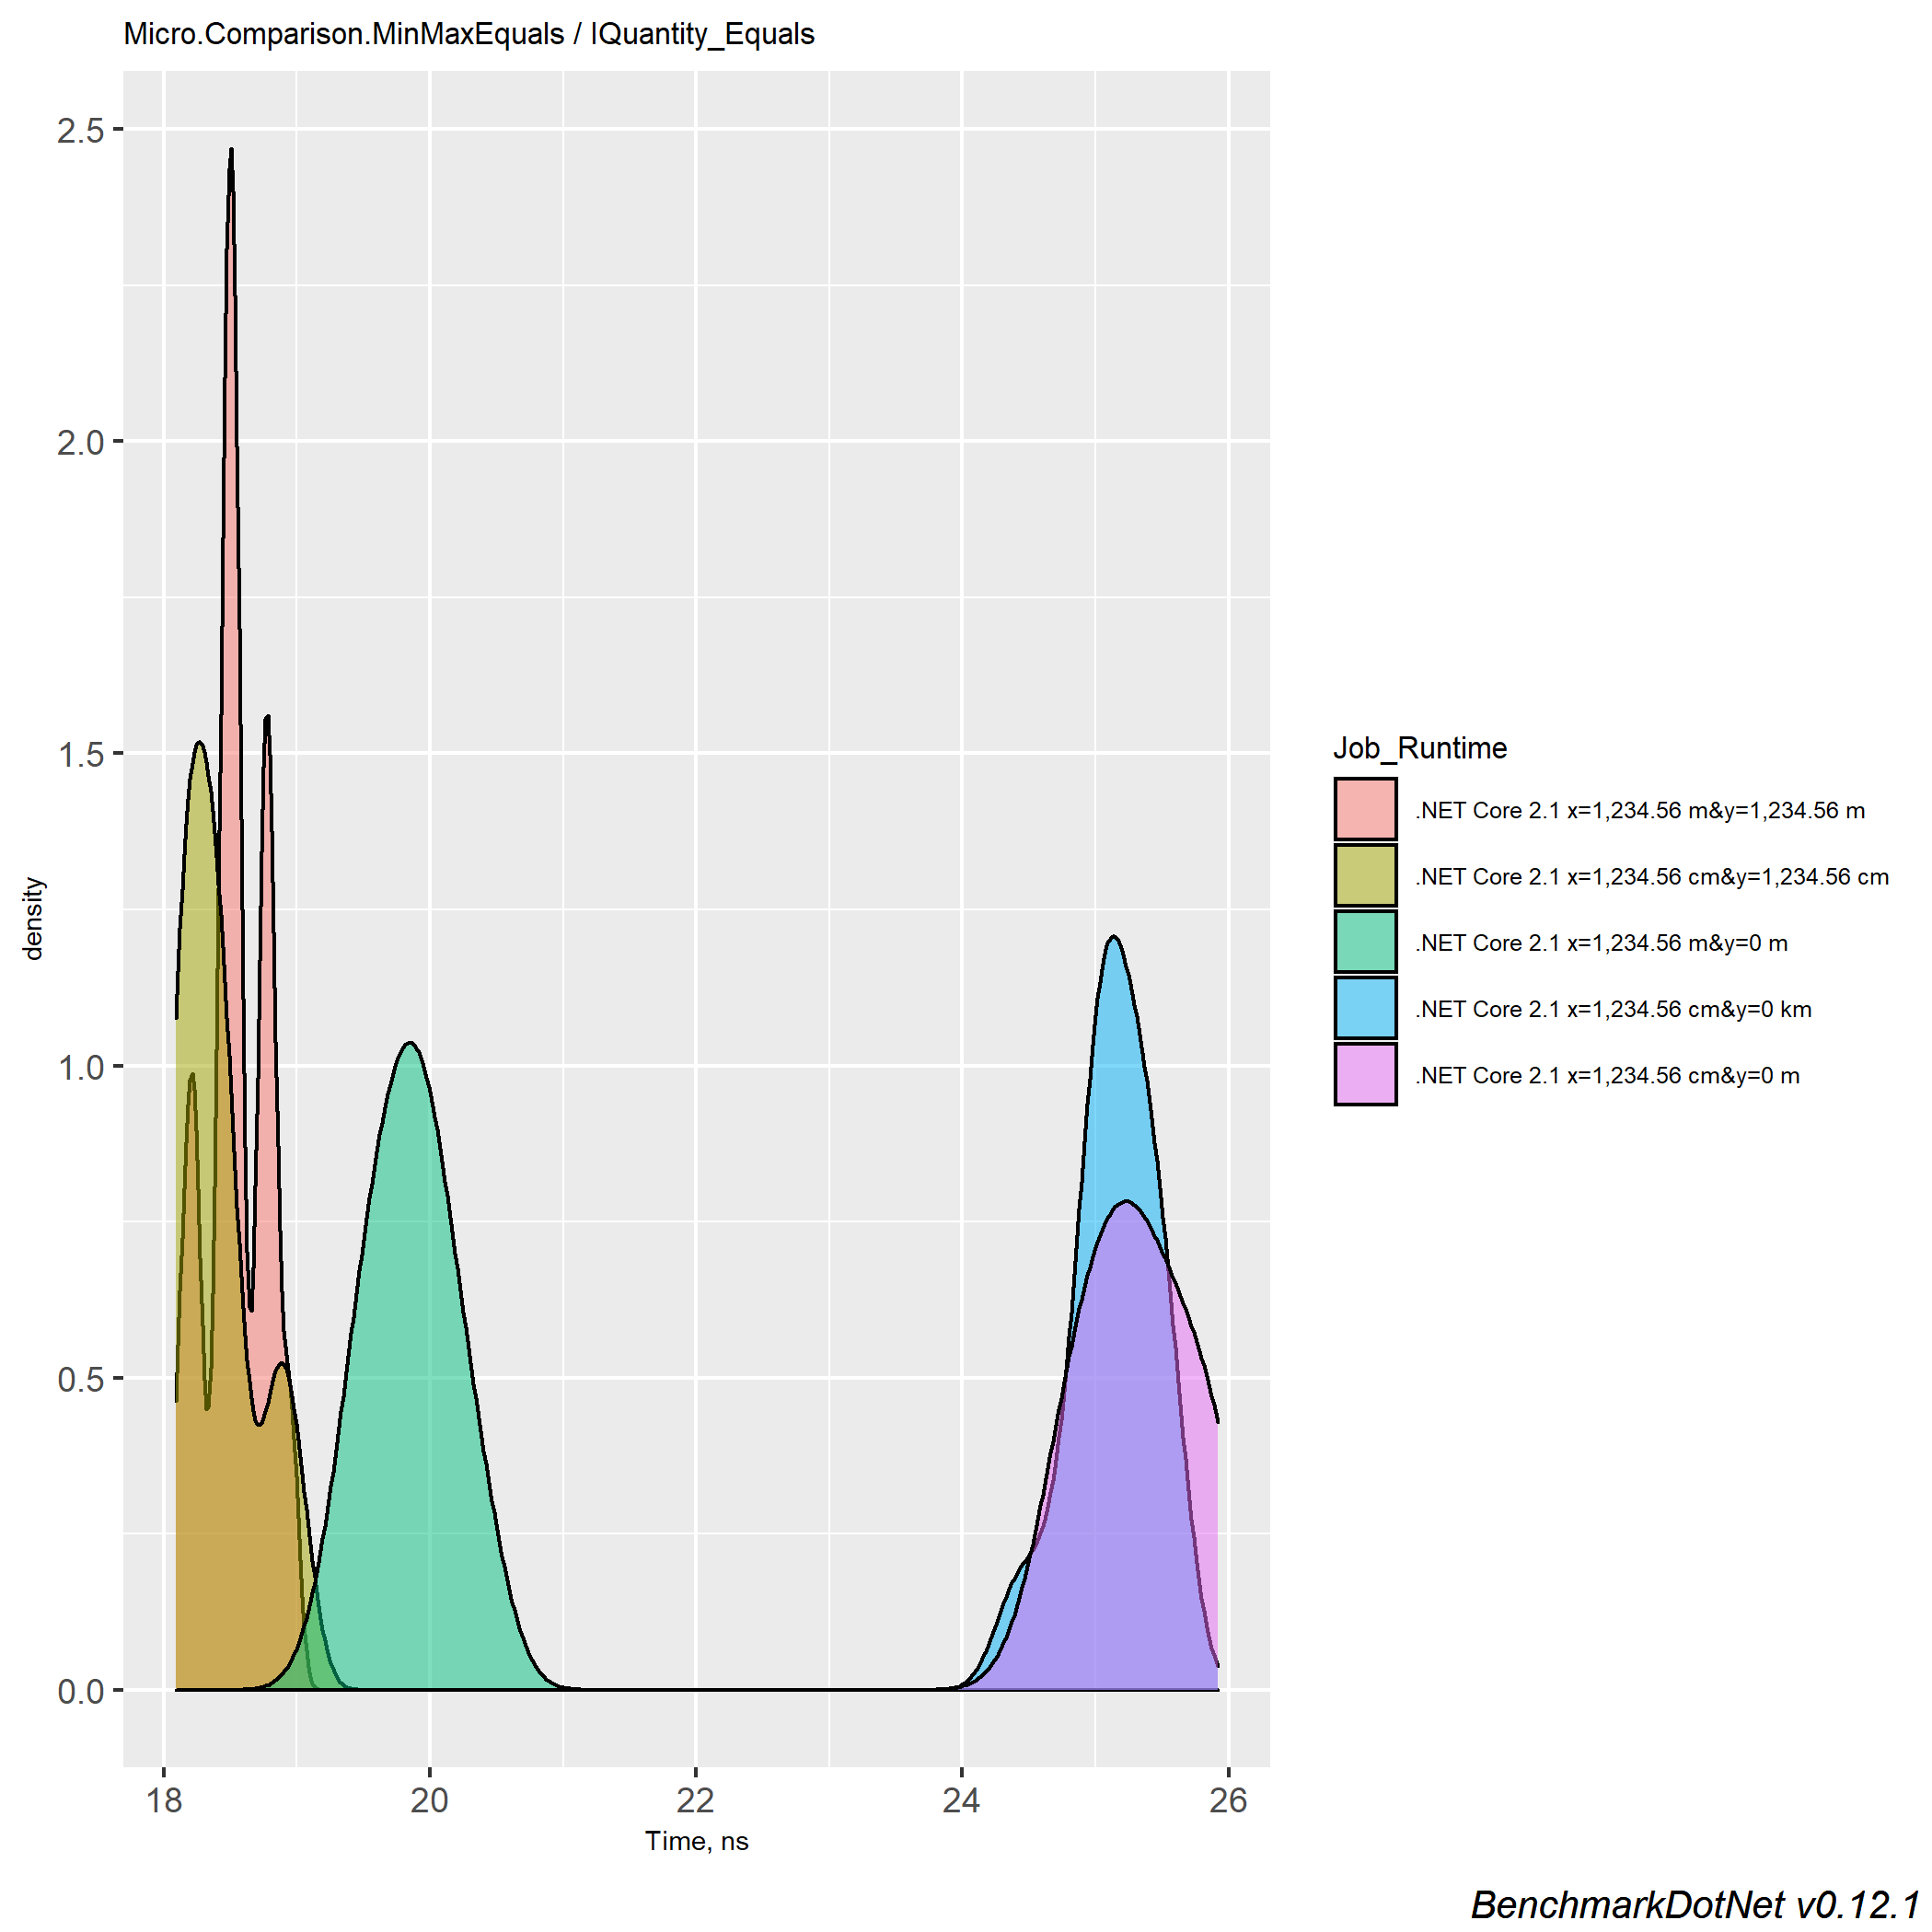 Micro.Comparison.MinMaxEquals / IQuantity_Equals
2.5
2.0
1.5
1.0
0.5
0.0
density
18 20 22 24 26
Time, ns
Job_Runtime
.NET Core 2.1 x=1,234.56 m&y=1,234.56 m
.NET Core 2.1 x=1,234.56 cm&y=1,234.56 cm
.NET Core 2.1 x=1,234.56 m&y=0 m
.NET Core 2.1 x=1,234.56 cm&y=0 km
.NET Core 2.1 x=1,234.56 cm&y=0 m
BenchmarkDotNet v0.12.1